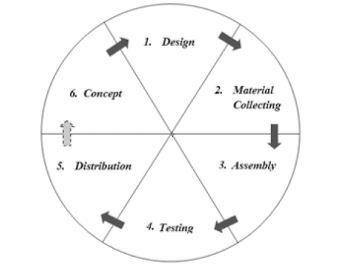 1. Design
2. Material
Collecting
3. Assembly
4. Testing
5. Distribution
6. Concept